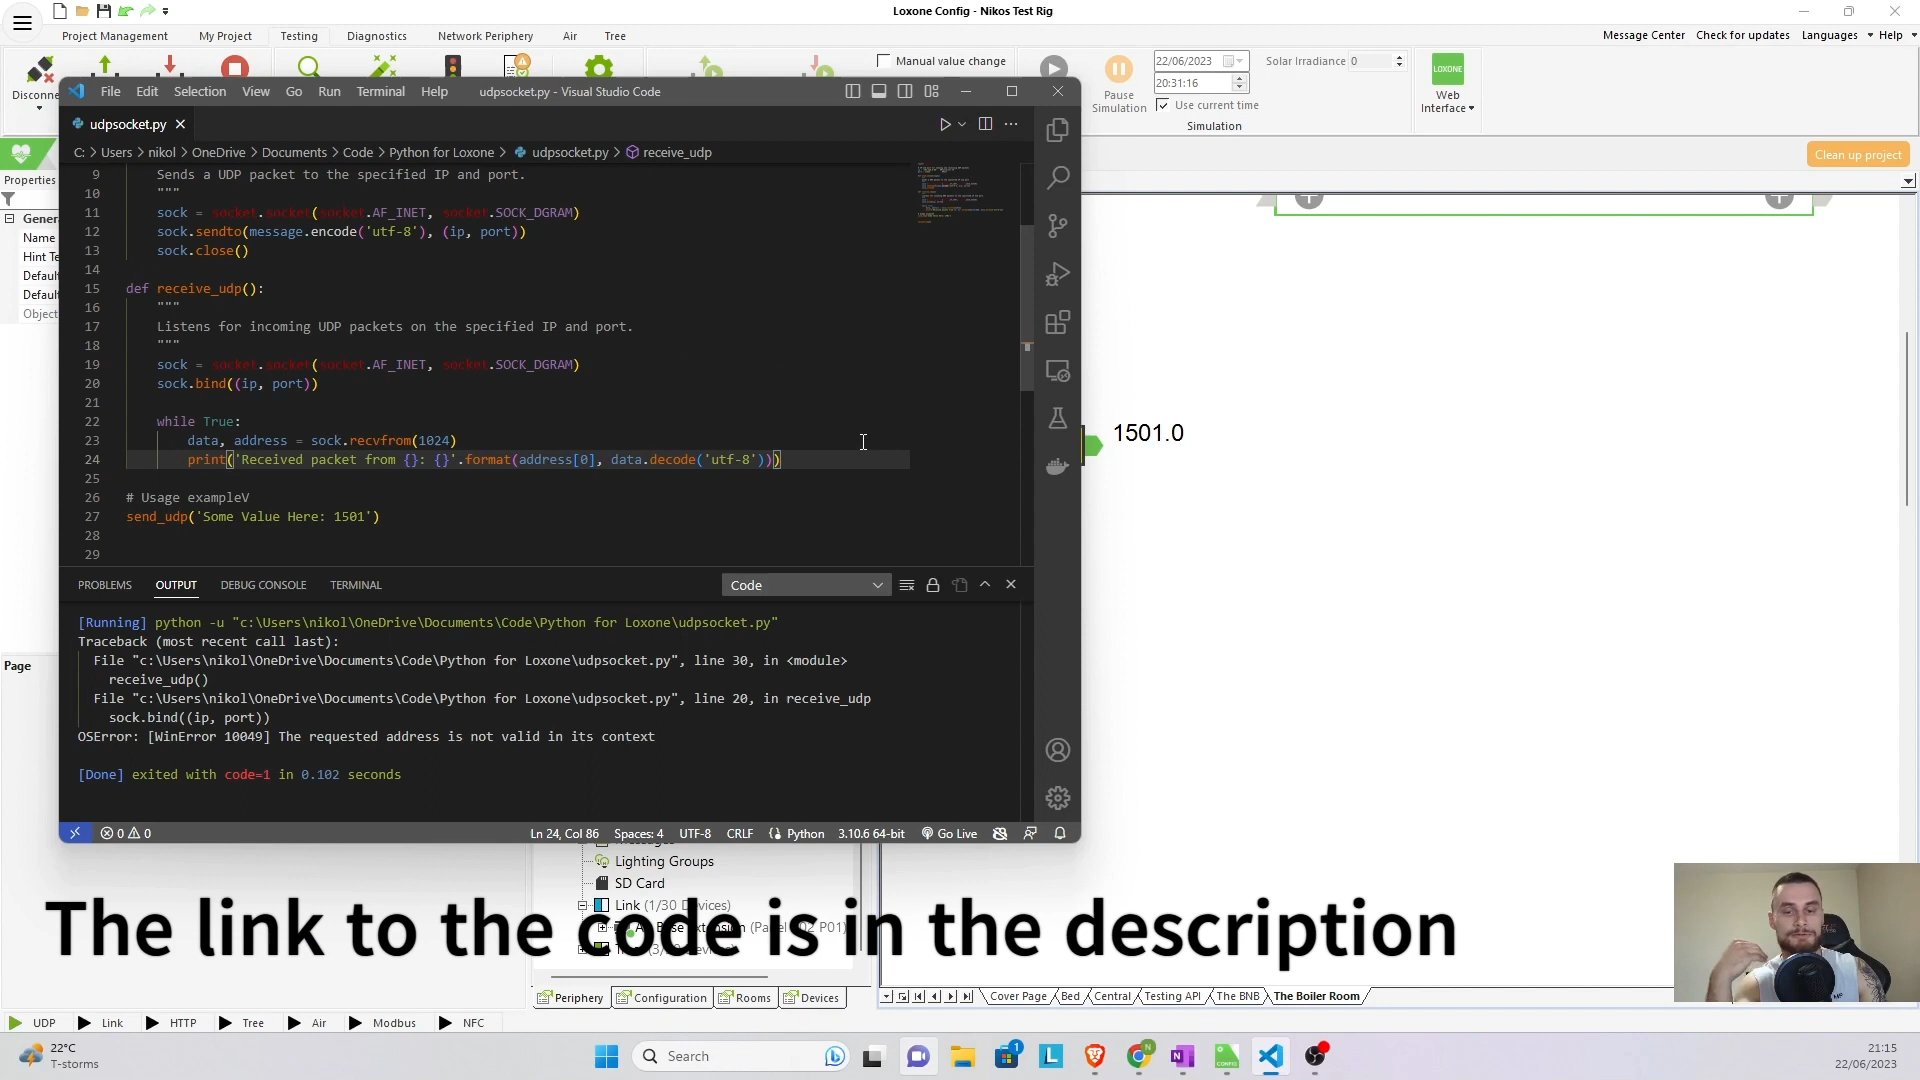 Loxone Config - Nikos Test Rig
Project Management My Project Testing Diagnostics Network Periphery Air Tree
Message Center Check for updates Languages Help
Disconne
Manual value change
Pause
Simulation
22/06/2023
20:31:16
Use current time
Solar Irradiance 0
Simulation
LOXONE
Web
Interface
Clean up project
File Edit Selection View Go Run Terminal Help
udpsocket.py - Visual Studio Code
udpsocket.py
C: > Users > nikol > OneDrive > Documents > Code > Python for Loxone > udpsocket.py > receive_udp
9 Sends a UDP packet to the specified IP and port.
10 """
11 sock = socket.socket(socket.AF_INET, socket.SOCK_DGRAM)
12 sock.sendto(message.encode('utf-8'), (ip, port))
13 sock.close()
14
15 def receive_udp():
16 """
17 Listens for incoming UDP packets on the specified IP and port.
18 """
19 sock = socket.socket(socket.AF_INET, socket.SOCK_DGRAM)
20 sock.bind((ip, port))
21
22 while True:
23 data, address = sock.recvfrom(1024)
24 print('Received packet from {}: {}'.format(address[0], data.decode('utf-8')))
25
26 # Usage exampleV
27 send_udp('Some Value Here: 1501')
28
29
PROBLEMS OUTPUT DEBUG CONSOLE TERMINAL
Code
[Running] python -u "c:\Users\nikol\OneDrive\Documents\Code\Python for Loxone\udpsocket.py"
Traceback (most recent call last):
File "c:\Users\nikol\OneDrive\Documents\Code\Python for Loxone\udpsocket.py", line 30, in <module>
receive_udp()
File "c:\Users\nikol\OneDrive\Documents\Code\Python for Loxone\udpsocket.py", line 20, in receive_udp
sock.bind((ip, port))
OSError: [WinError 10049] The requested address is not valid in its context
[Done] exited with code=1 in 0.102 seconds
0 0
Ln 24, Col 86 Spaces: 4 UTF-8 CRLF Python 3.10.6 64-bit Go Live
Properties
Gener
Name
Hint Te
Defaul
Defaul
Object
Page
1501.0
Lighting Groups
SD Card
Link (1/30 Devices)
The link to the code is in the description
Periphery Configuration Rooms Devices
Cover Page Bed Central Testing API The BNB The Boiler Room
UDP Link HTTP Tree Air Modbus NFC
22°C
T-storms
Search
1
L
N
CONFIG
21:15
22/06/2023